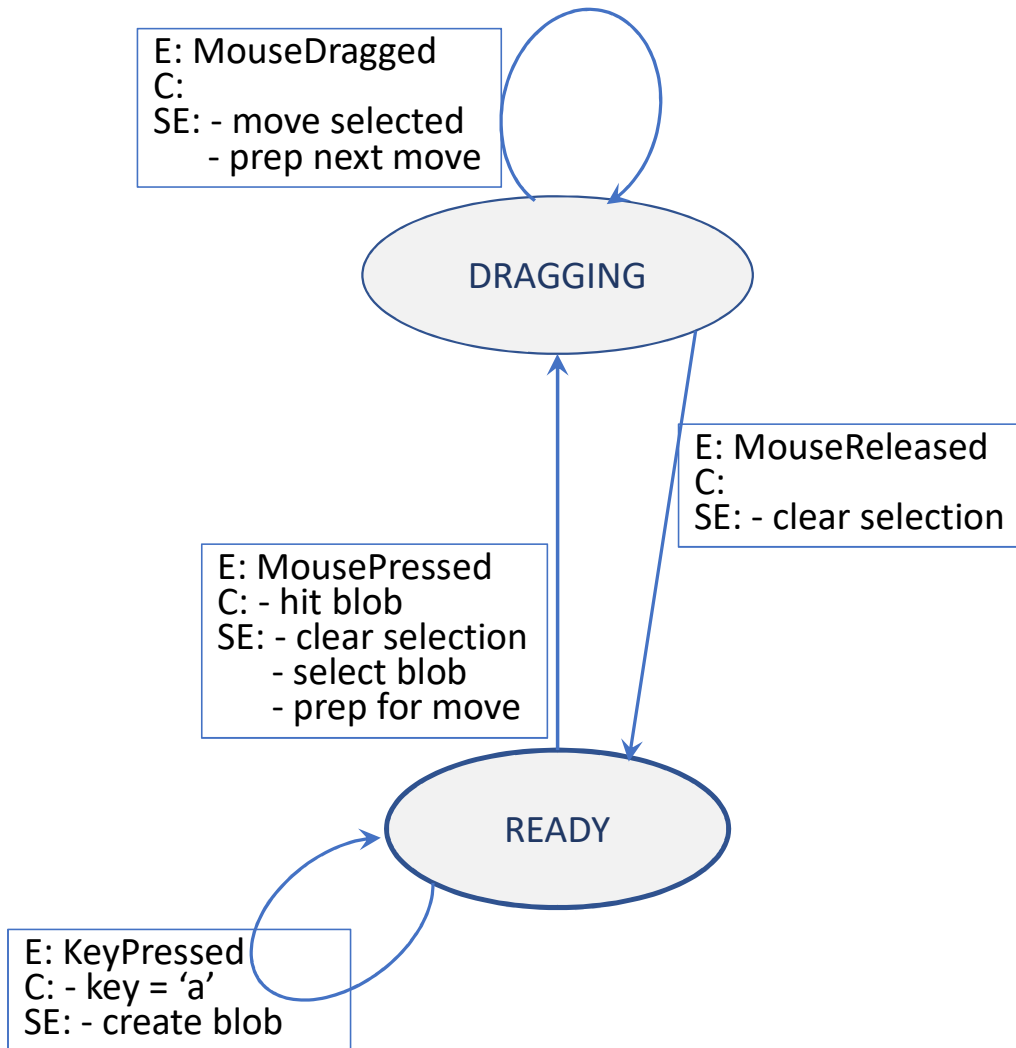 E: MouseDragged
C:
SE: - move selected
- prep next move
DRAGGING
E: MouseReleased
C:
SE: - clear selection
E: MousePressed
C: - hit blob
SE: - clear selection
- select blob
- prep for move
READY
E: KeyPressed
C: - key = ‘a’
SE: - create blob